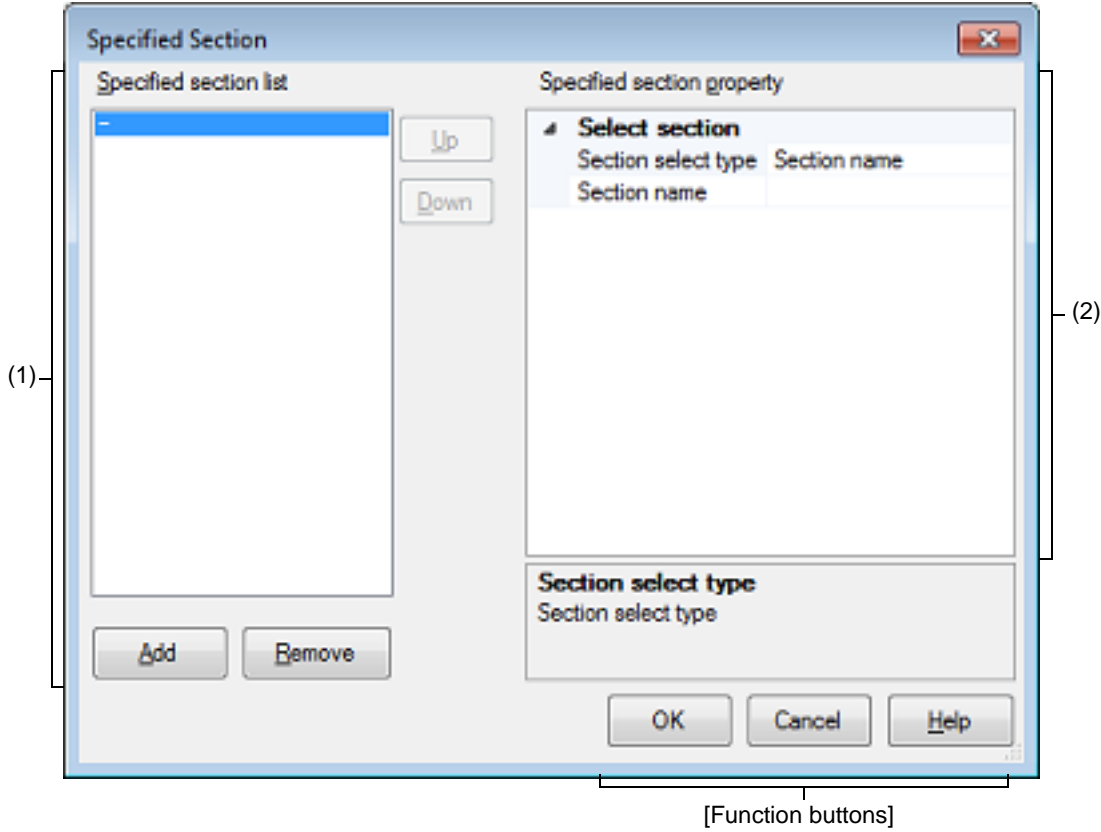 Specified Section
Specified section list
Specified section property
–
Up
Down
Select section
Section select type Section name
Section name
(1)
(2)
Section select type
Section select type
Add Remove
OK Cancel Help
[Function buttons]